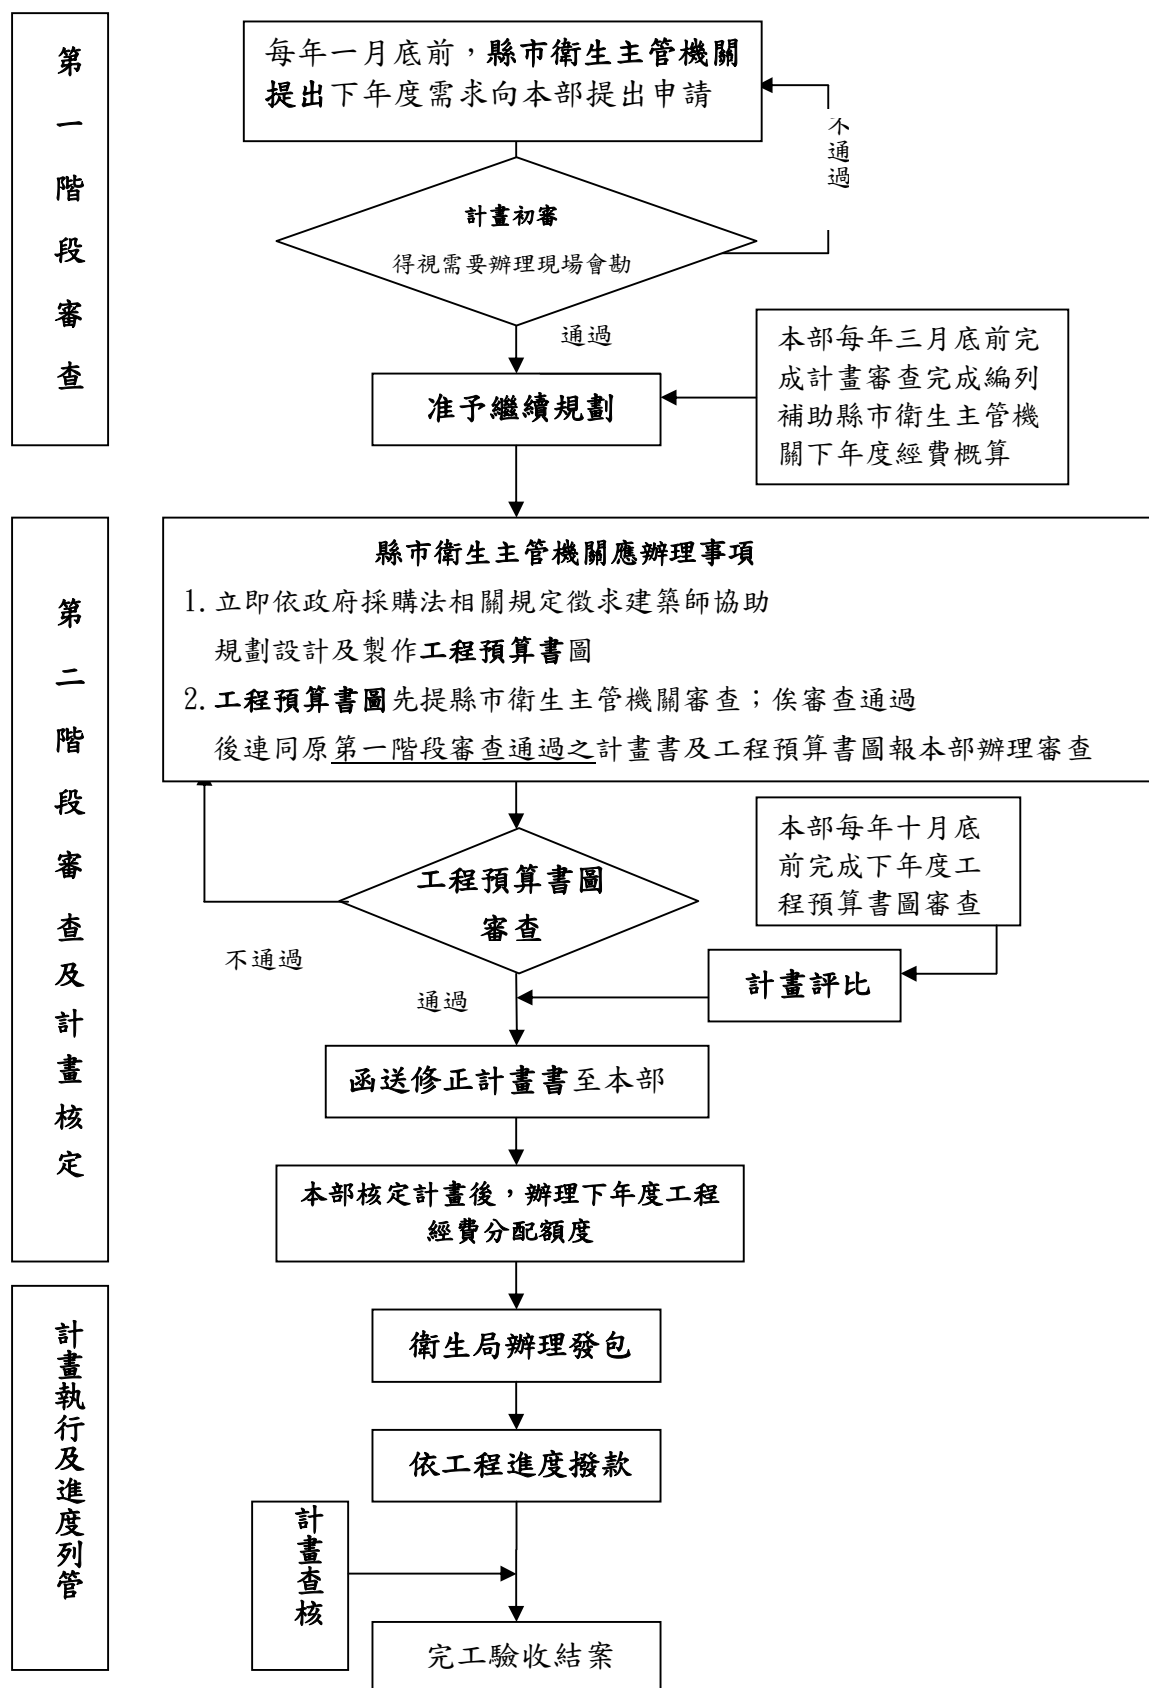 第一階段審查
每年一月底前，縣市衛生主管機關
提出下年度需求向本部提出申請
不通過
計畫初審
得視需要辦理現場會勘
通過
本部每年三月底前完
成計畫審查完成編列
補助縣市衛生主管機
關下年度經費概算
准予繼續規劃
第二階段審查及計畫核定
縣市衛生主管機關應辦理事項
1. 立即依政府採購法相關規定徵求建築師協助
規劃設計及製作工程預算書圖
2. 工程預算書圖先提縣市衛生主管機關審查；俟審查通過
後連同原第一階段審查通過之計畫書及工程預算書圖報本部辦理審查
本部每年十月底
前完成下年度工
程預算書圖審查
工程預算書圖
審查
不通過
計畫評比
通過
函送修正計畫書至本部
本部核定計畫後，辦理下年度工程
經費分配額度
計畫執行及進度列管
衛生局辦理發包
依工程進度撥款
計畫查核
完工驗收結案